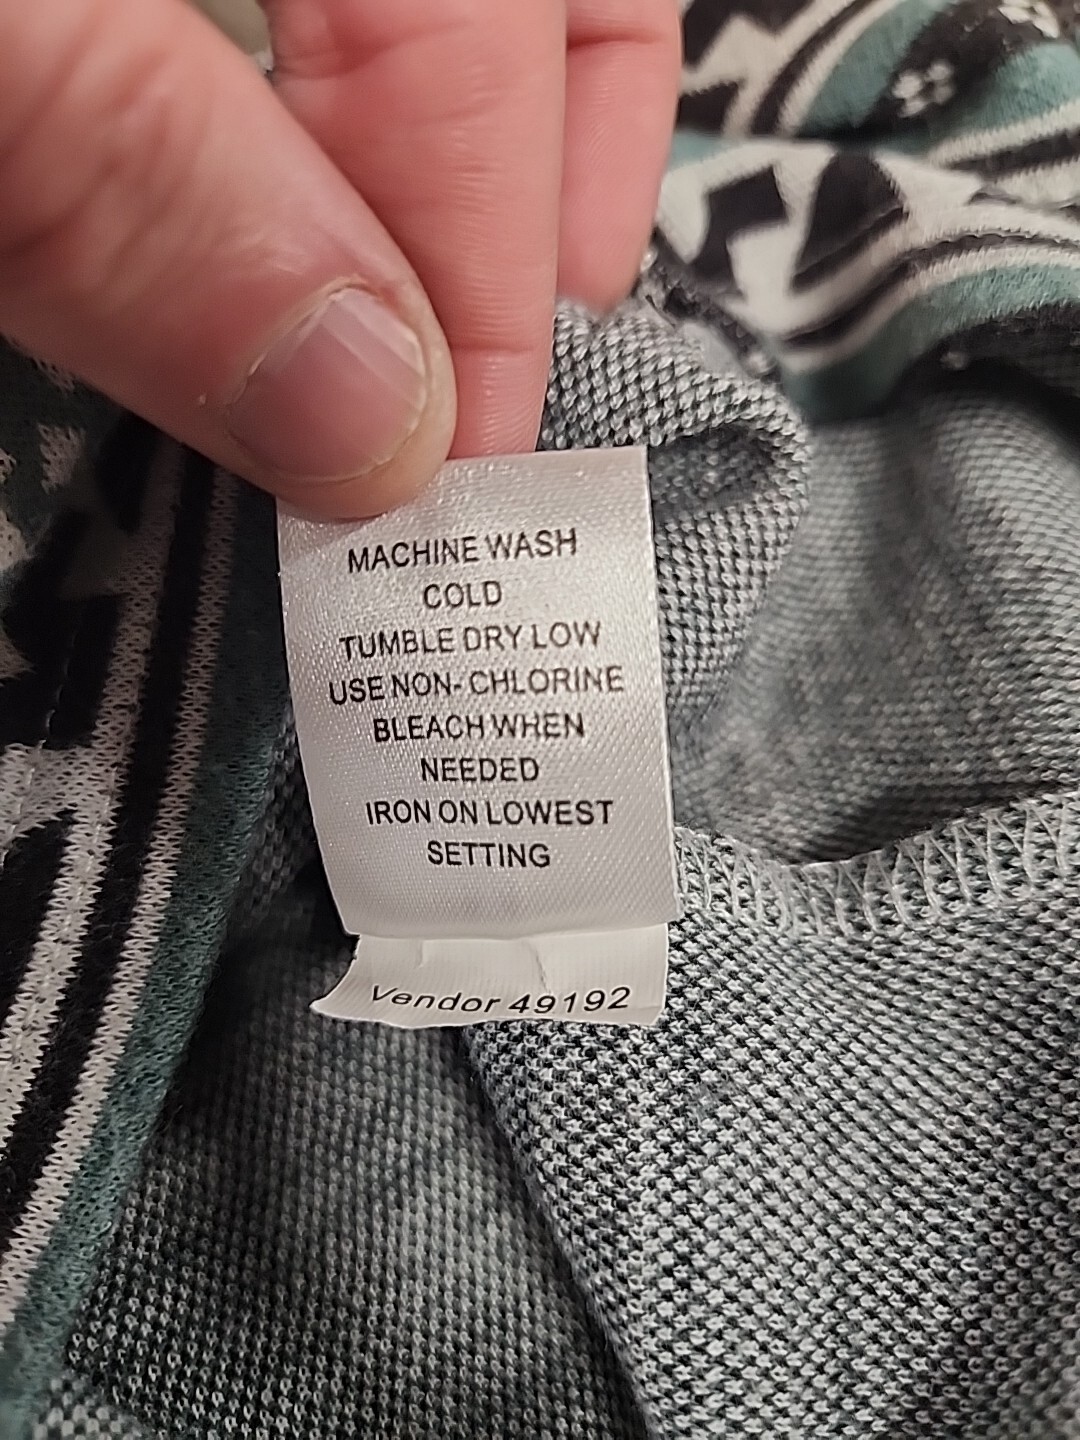 MACHINE WASH
COLD
TUMBLE DRY LOW
USE NON-CHLORINE
BLEACH WHEN
NEEDED
IRON ON LOWEST
SETTING
Vendor 49192